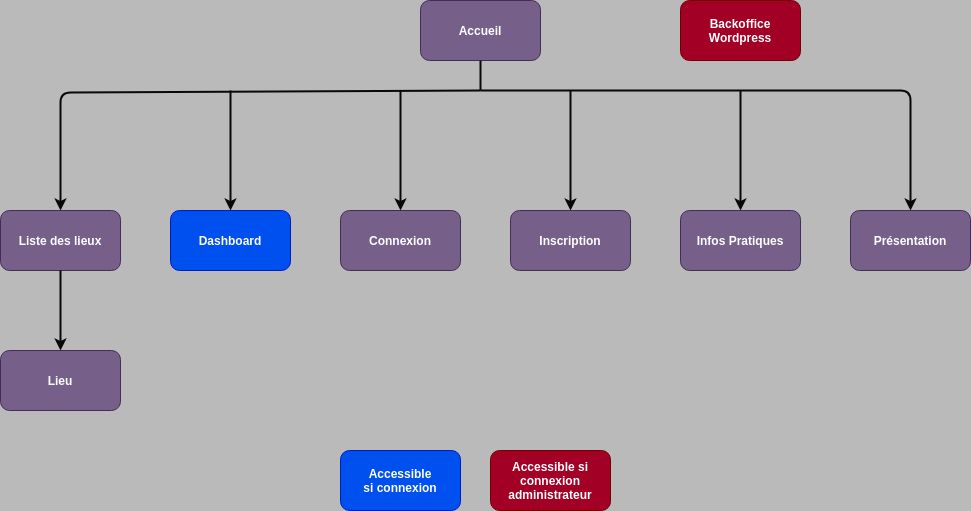 Accueil
Backoffice
Wordpress
Liste des lieux
Dashboard
Connexion
Inscription
Infos Pratiques
Présentation
Lieu
Accessible
si connexion
Accessible si
connexion
administrateur